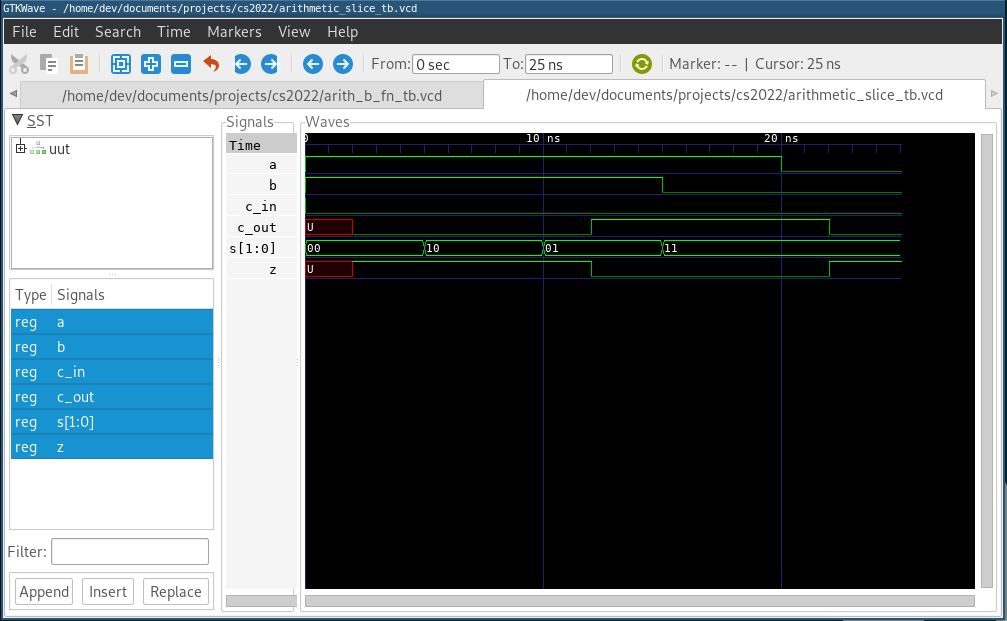 GTKWave - /home/dev/documents/projects/cs2022/arithmetic_slice_tb.vcd
File Edit Search Time Markers View Help
From: 0 sec To: 25 ns Marker: -- | Cursor: 25 ns
/home/dev/documents/projects/cs2022/arith_b_fn_tb.vcd /home/dev/documents/projects/cs2022/arithmetic_slice_tb.vcd
SST
uut
Type Signals
reg a
reg b
reg c_in
reg c_out
reg s[1:0]
reg z
Filter:
Append Insert Replace
Signals
Time
a
b
c_in
c_out
s[1:0]
z
Waves
0 10 ns 20 ns
U
00 10 01 11
U